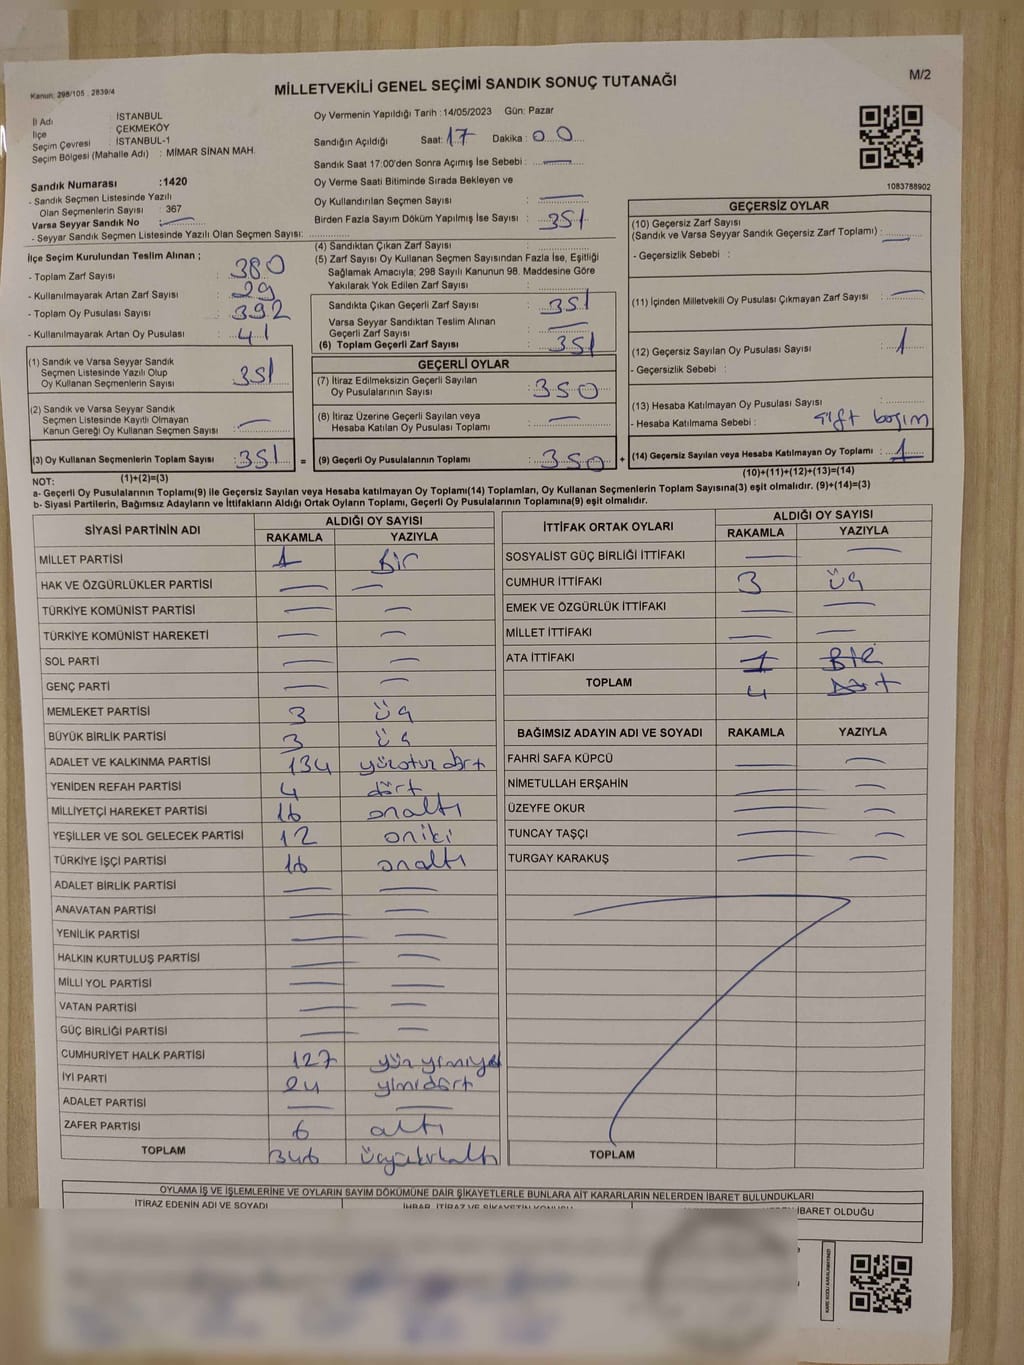 M/2
Kanun: 298/105 . 2839/4
MİLLETVEKİLİ GENEL SEÇİMİ SANDIK SONUÇ TUTANAĞI
İl Adı : İSTANBUL
İlçe : ÇEKMEKÖY
Seçim Çevresi : İSTANBUL-1
Seçim Bölgesi (Mahalle Adı) : MİMAR SİNAN MAH.
Sandık Numarası :1420
- Sandık Seçmen Listesinde Yazılı
Olan Seçmenlerin Sayısı : 367
Varsa Seyyar Sandık No :
- Seyyar Sandık Seçmen Listesinde Yazılı Olan Seçmen Sayısı:
Oy Vermenin Yapıldığı Tarih :14/05/2023 Gün: Pazar
Sandığın Açıldığı Saat: 17 Dakika : 00
Sandık Saat 17:00'den Sonra Açımış İse Sebebi : —
Oy Verme Saati Bitiminde Sırada Bekleyen ve
Oy Kullandırılan Seçmen Sayısı : —
Birden Fazla Sayım Döküm Yapılmış İse Sayısı : 351
1083788902
İlçe Seçim Kurulundan Teslim Alınan ;
- Toplam Zarf Sayısı : 380
- Kullanılmayarak Artan Zarf Sayısı : 29
- Toplam Oy Pusulası Sayısı : 392
- Kullanılmayarak Artan Oy Pusulası : 41
(1) Sandık ve Varsa Seyyar Sandık
Seçmen Listesinde Yazılı Olup
Oy Kullanan Seçmenlerin Sayısı : 351
(2) Sandık ve Varsa Seyyar Sandık
Seçmen Listesinde Kayıtlı Olmayan
Kanun Gereği Oy Kullanan Seçmen Sayısı : —
(3) Oy Kullanan Seçmenlerin Toplam Sayısı : 351 =
(1)+(2)=(3)
(4) Sandıktan Çıkan Zarf Sayısı :
(5) Zarf Sayısı Oy Kullanan Seçmen Sayısından Fazla İse, Eşitliği
Sağlamak Amacıyla; 298 Sayılı Kanunun 98. Maddesine Göre
Yakılarak Yok Edilen Zarf Sayısı :
Sandıkta Çıkan Geçerli Zarf Sayısı : 351
Varsa Seyyar Sandıktan Teslim Alınan
Geçerli Zarf Sayısı : —
(6) Toplam Geçerli Zarf Sayısı : 351
GEÇERLİ OYLAR
(7) İtiraz Edilmeksizin Geçerli Sayılan
Oy Pusulalarının Sayısı : 350
(8) İtiraz Üzerine Geçerli Sayılan veya
Hesaba Katılan Oy Pusulası Toplamı : —
(9) Geçerli Oy Pusulalarının Toplamı : 350 +
GEÇERSİZ OYLAR
(10) Geçersiz Zarf Sayısı
(Sandık ve Varsa Seyyar Sandık Geçersiz Zarf Toplamı) : —
- Geçersizlik Sebebi :
(11) İçinden Milletvekili Oy Pusulası Çıkmayan Zarf Sayısı : —
(12) Geçersiz Sayılan Oy Pusulası Sayısı : 1
- Geçersizlik Sebebi :
(13) Hesaba Katılmayan Oy Pusulası Sayısı :
- Hesaba Katılmama Sebebi : çift basım
(14) Geçersiz Sayılan veya Hesaba Katılmayan Oy Toplamı : 1
(10)+(11)+(12)+(13)=(14)
NOT:
a- Geçerli Oy Pusulalarının Toplamı(9) ile Geçersiz Sayılan veya Hesaba katılmayan Oy Toplamı(14) Toplamları, Oy Kullanan Seçmenlerin Toplam Sayısına(3) eşit olmalıdır. (9)+(14)=(3)
b- Siyasi Partilerin, Bağımsız Adayların ve İttifakların Aldığı Ortak Oyların Toplamı, Geçerli Oy Pusulalarının Toplamına(9) eşit olmalıdır.
SİYASİ PARTİNİN ADI ALDIĞI OY SAYISI
RAKAMLA YAZIYLA
MİLLET PARTİSİ 1 Bir
HAK VE ÖZGÜRLÜKLER PARTİSİ — —
TÜRKİYE KOMÜNİST PARTİSİ — —
TÜRKİYE KOMÜNİST HAREKETİ — —
SOL PARTİ — —
GENÇ PARTİ — —
MEMLEKET PARTİSİ 3 üç
BÜYÜK BİRLİK PARTİSİ 3 üç
ADALET VE KALKINMA PARTİSİ 134 yüzotuz dört
YENİDEN REFAH PARTİSİ 4 dört
MİLLİYETÇİ HAREKET PARTİSİ 16 onaltı
YEŞİLLER VE SOL GELECEK PARTİSİ 12 oniki
TÜRKİYE İŞÇİ PARTİSİ 16 onaltı
ADALET BİRLİK PARTİSİ — —
ANAVATAN PARTİSİ — —
YENİLİK PARTİSİ — —
HALKIN KURTULUŞ PARTİSİ — —
MİLLİ YOL PARTİSİ — —
VATAN PARTİSİ — —
GÜÇ BİRLİĞİ PARTİSİ — —
CUMHURİYET HALK PARTİSİ 127
İYİ PARTİ 24 yimidört
ADALET PARTİSİ — —
ZAFER PARTİSİ 6 altı
TOPLAM 346
İTTİFAK ORTAK OYLARI ALDIĞI OY SAYISI
RAKAMLA YAZIYLA
SOSYALİST GÜÇ BİRLİĞİ İTTİFAKI — —
CUMHUR İTTİFAKI 3 üç
EMEK VE ÖZGÜRLÜK İTTİFAKI — —
MİLLET İTTİFAKI — —
ATA İTTİFAKI 1 BİR
TOPLAM 4 Dört
BAĞIMSIZ ADAYIN ADI VE SOYADI RAKAMLA YAZIYLA
FAHRİ SAFA KÜPCÜ — —
NİMETULLAH ERŞAHİN — —
ÜZEYFE OKUR — —
TUNCAY TAŞÇI — —
TURGAY KARAKUŞ — —
TOPLAM
OYLAMA İŞ VE İŞLEMLERİNE VE OYLARIN SAYIM DÖKÜMÜNE DAİR ŞİKAYETLERLE BUNLARA AİT KARARLARIN NELERDEN İBARET BULUNDUKLARI
İTİRAZ EDENİN ADI VE SOYADI İHBAR, İTİRAZ VE ŞİKAYETİN KONUSU İBARET OLDUĞU
KARE KODU KARALAMAYINIZ!